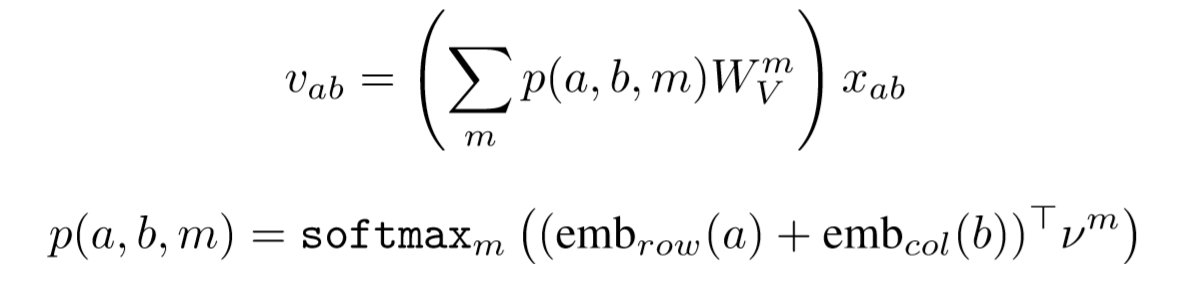 v_{ab} = \left( \sum_{m} p(a, b, m) W_V^m \right) x_{ab}
p(a, b, m) = \texttt{softmax}_m \left( (\text{emb}_{row}(a) + \text{emb}_{col}(b))^\top \nu^m \right)